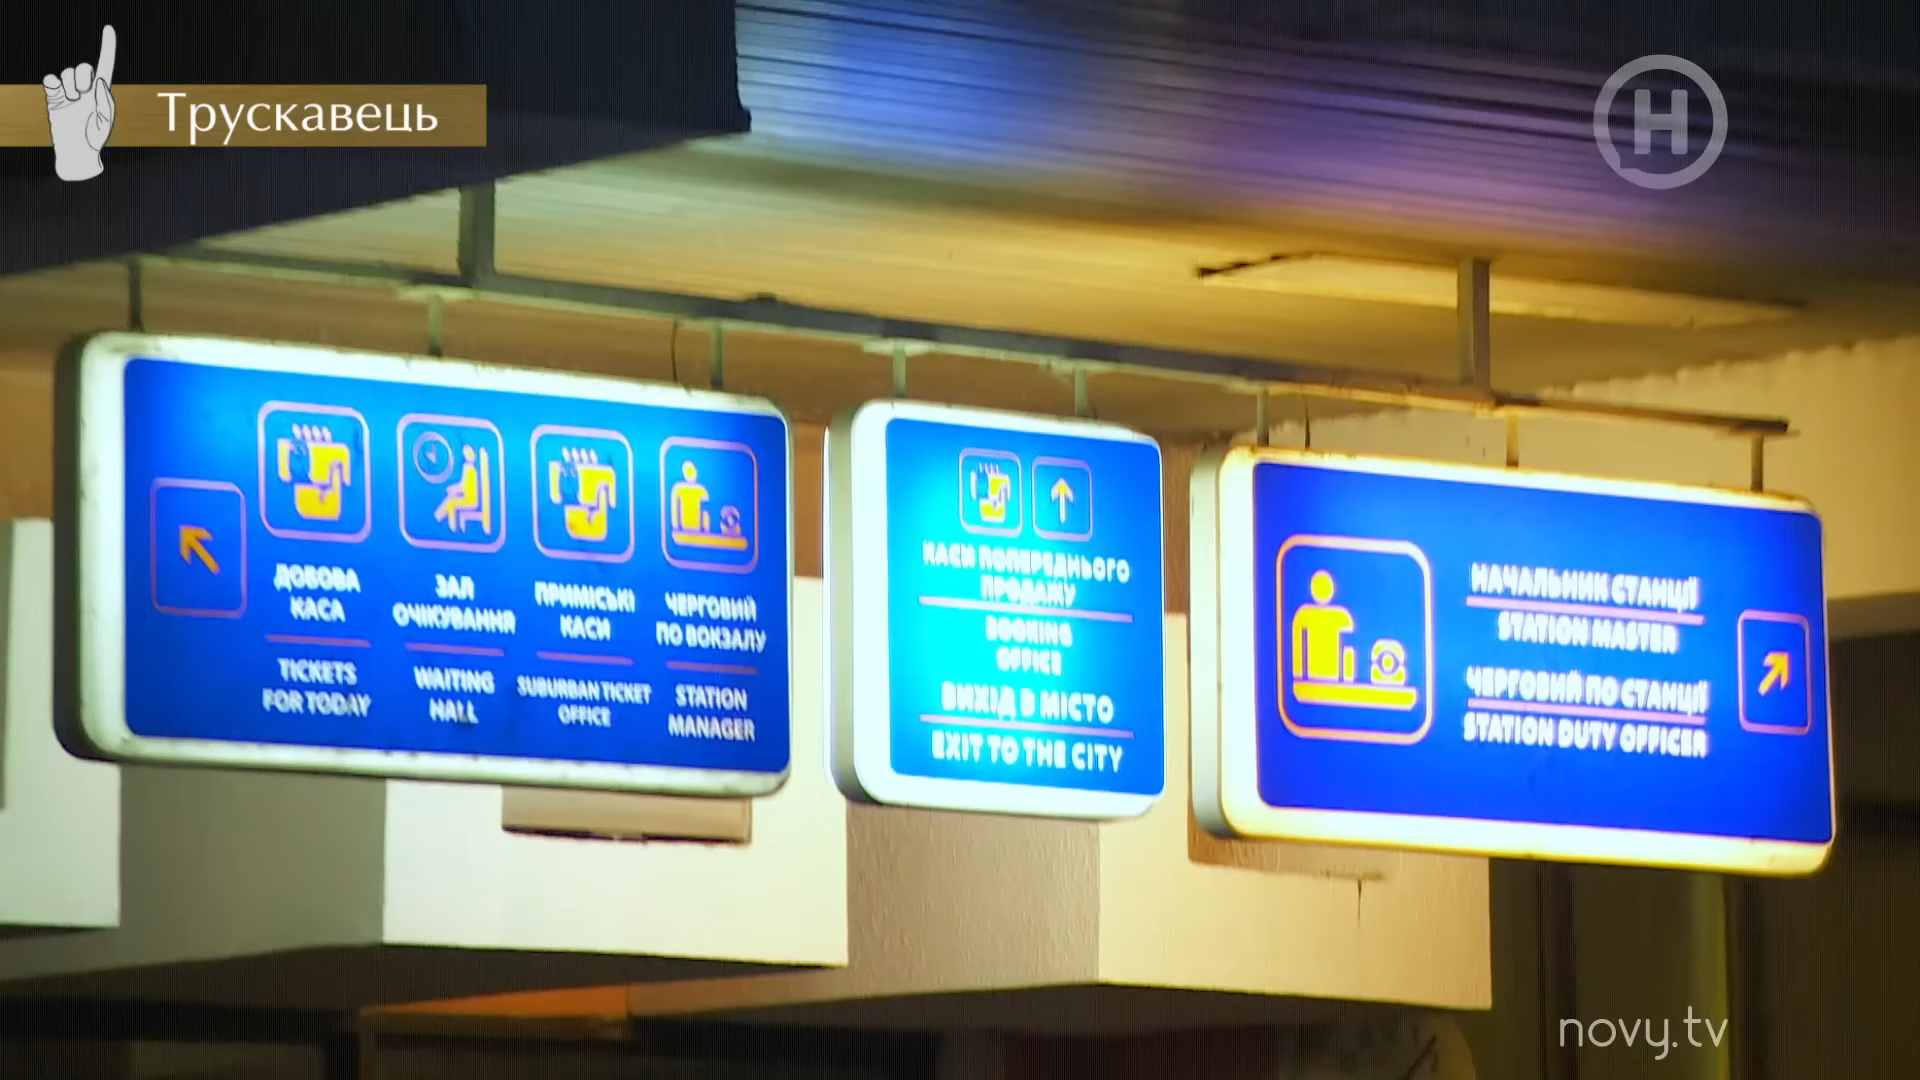 Трускавець
Н
ДОБОВА
КАСА
TICKETS
FOR TODAY
ЗАЛ
ОЧІКУВАННЯ
WAITING
HALL
ПРИМІСЬКІ
КАСИ
SUBURBAN TICKET
OFFICE
ЧЕРГОВИЙ
ПО ВОКЗАЛУ
STATION
MANAGER
КАСИ ПОПЕРЕДНЬОГО
ПРОДАЖУ
BOOKING
OFFICE
ВИХІД В МІСТО
EXIT TO THE CITY
НАЧАЛЬНИК СТАНЦІЇ
STATION MASTER
ЧЕРГОВИЙ ПО СТАНЦІЇ
STATION DUTY OFFICER
novy.tv